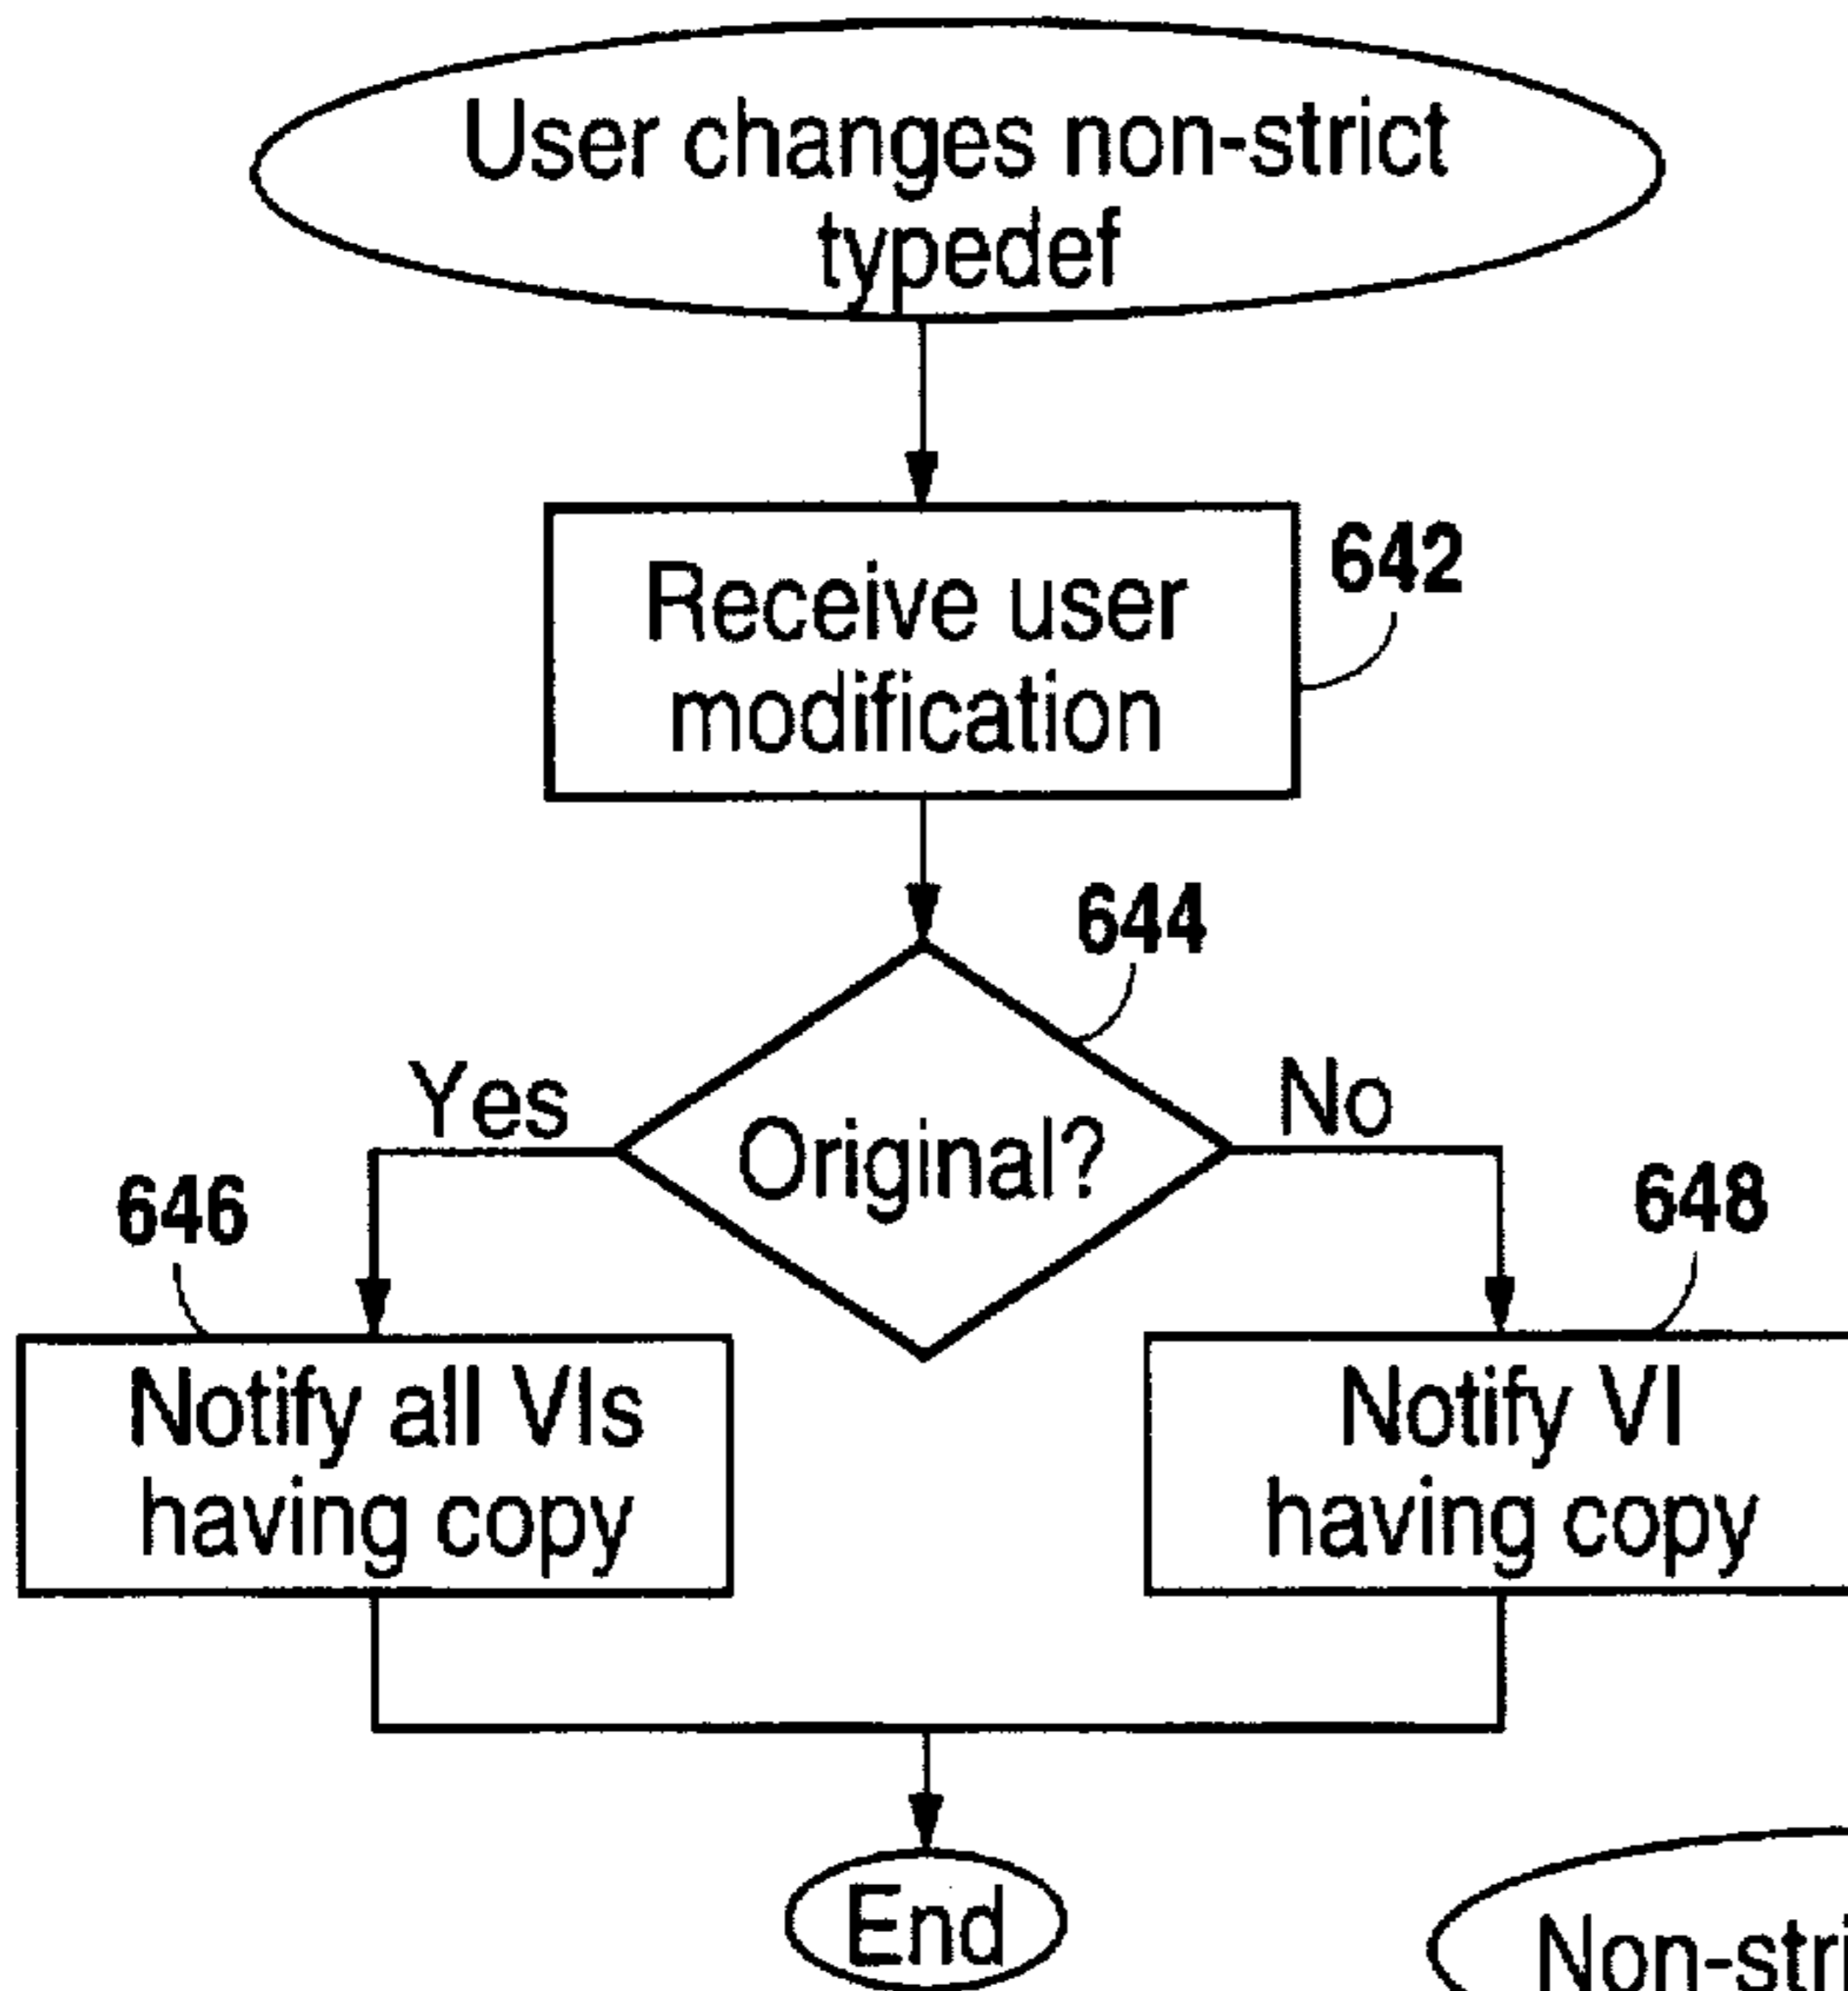 User changes non-strict
typedef
642
Receive user
modification
644
Yes
Original?
No
646
648
Notify all VIs
having copy
Notify VI
having copy
End